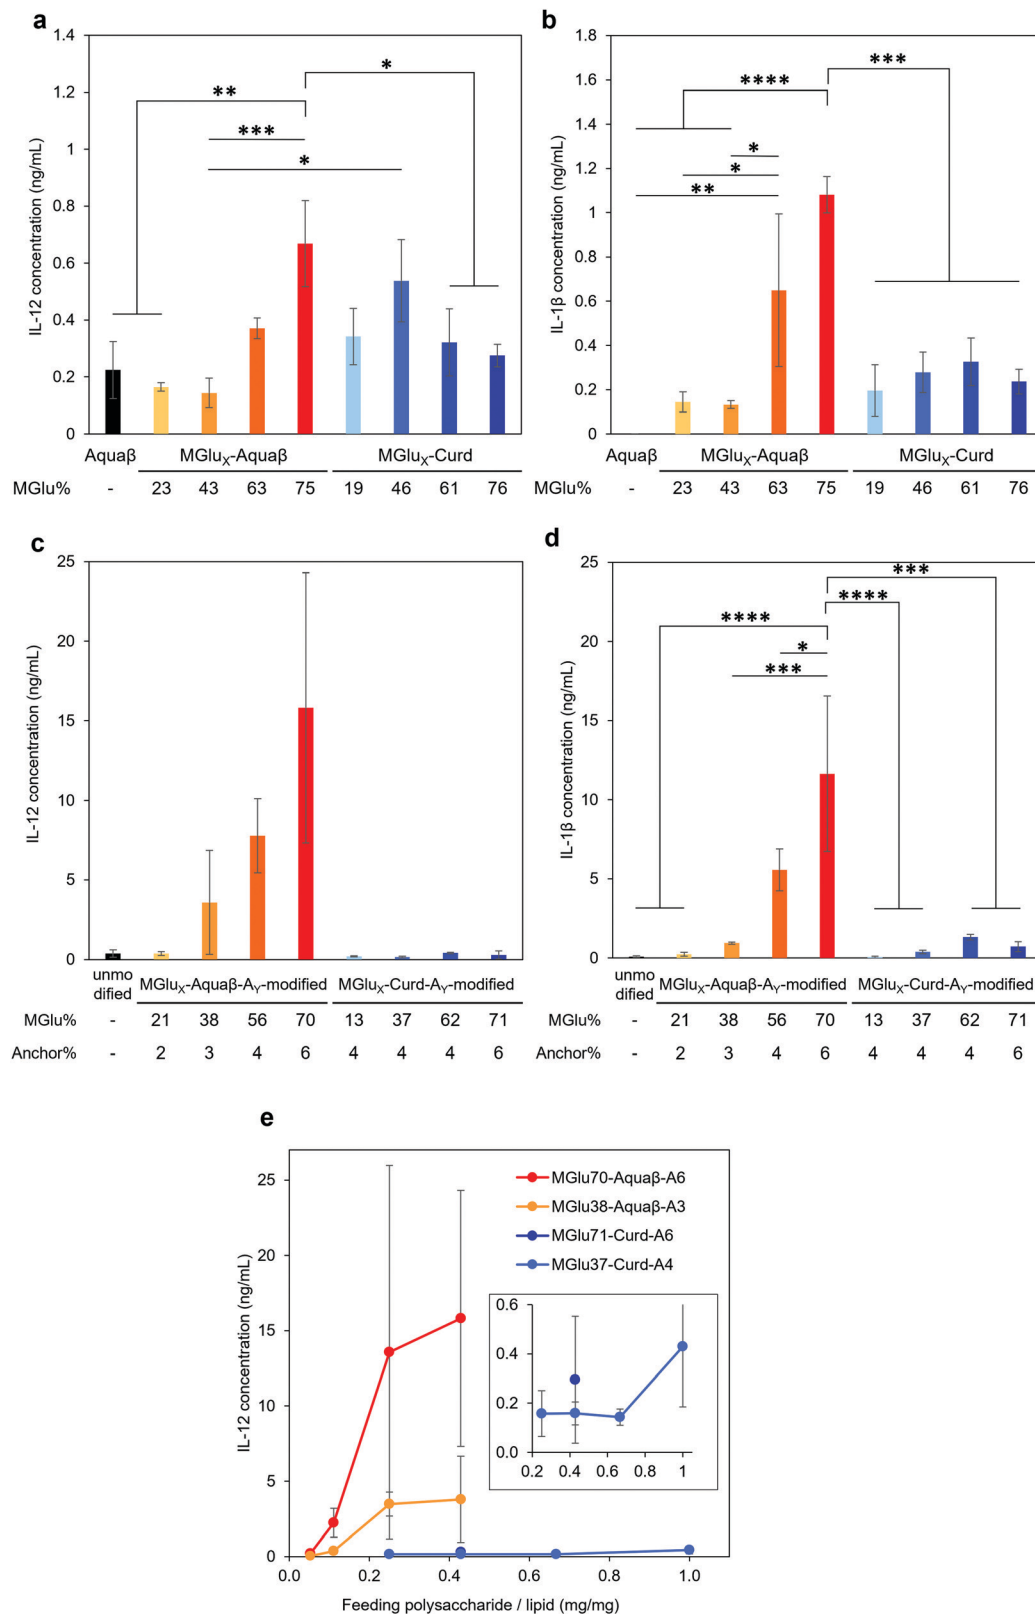 a
IL-12 concentration (ng/mL)
1.4
1.2
1
0.8
0.6
0.4
0.2
0
**
***
*
*
Aquaβ MGluX-Aquaβ MGluX-Curd
MGlu% - 23 43 63 75 19 46 61 76
b
IL-1β concentration (ng/mL)
1.8
1.6
1.4
1.2
1
0.8
0.6
0.4
0.2
0
****
***
*
*
**
Aquaβ MGluX-Aquaβ MGluX-Curd
MGlu% - 23 43 63 75 19 46 61 76
c
IL-12 concentration (ng/mL)
25
20
15
10
5
0
unmo
dified
MGluX-Aquaβ-AY-modified MGluX-Curd-AY-modified
MGlu% - 21 38 56 70 13 37 62 71
Anchor% - 2 3 4 6 4 4 4 6
d
IL-1β concentration (ng/mL)
25
20
15
10
5
0
***
****
****
*
***
unmo
dified
MGluX-Aquaβ-AY-modified MGluX-Curd-AY-modified
MGlu% - 21 38 56 70 13 37 62 71
Anchor% - 2 3 4 6 4 4 4 6
e
IL-12 concentration (ng/mL)
25
20
15
10
5
0
MGlu70-Aquaβ-A6
MGlu38-Aquaβ-A3
MGlu71-Curd-A6
MGlu37-Curd-A4
0.6
0.4
0.2
0.0
0.2 0.4 0.6 0.8 1
0.0 0.2 0.4 0.6 0.8 1.0
Feeding polysaccharide / lipid (mg/mg)